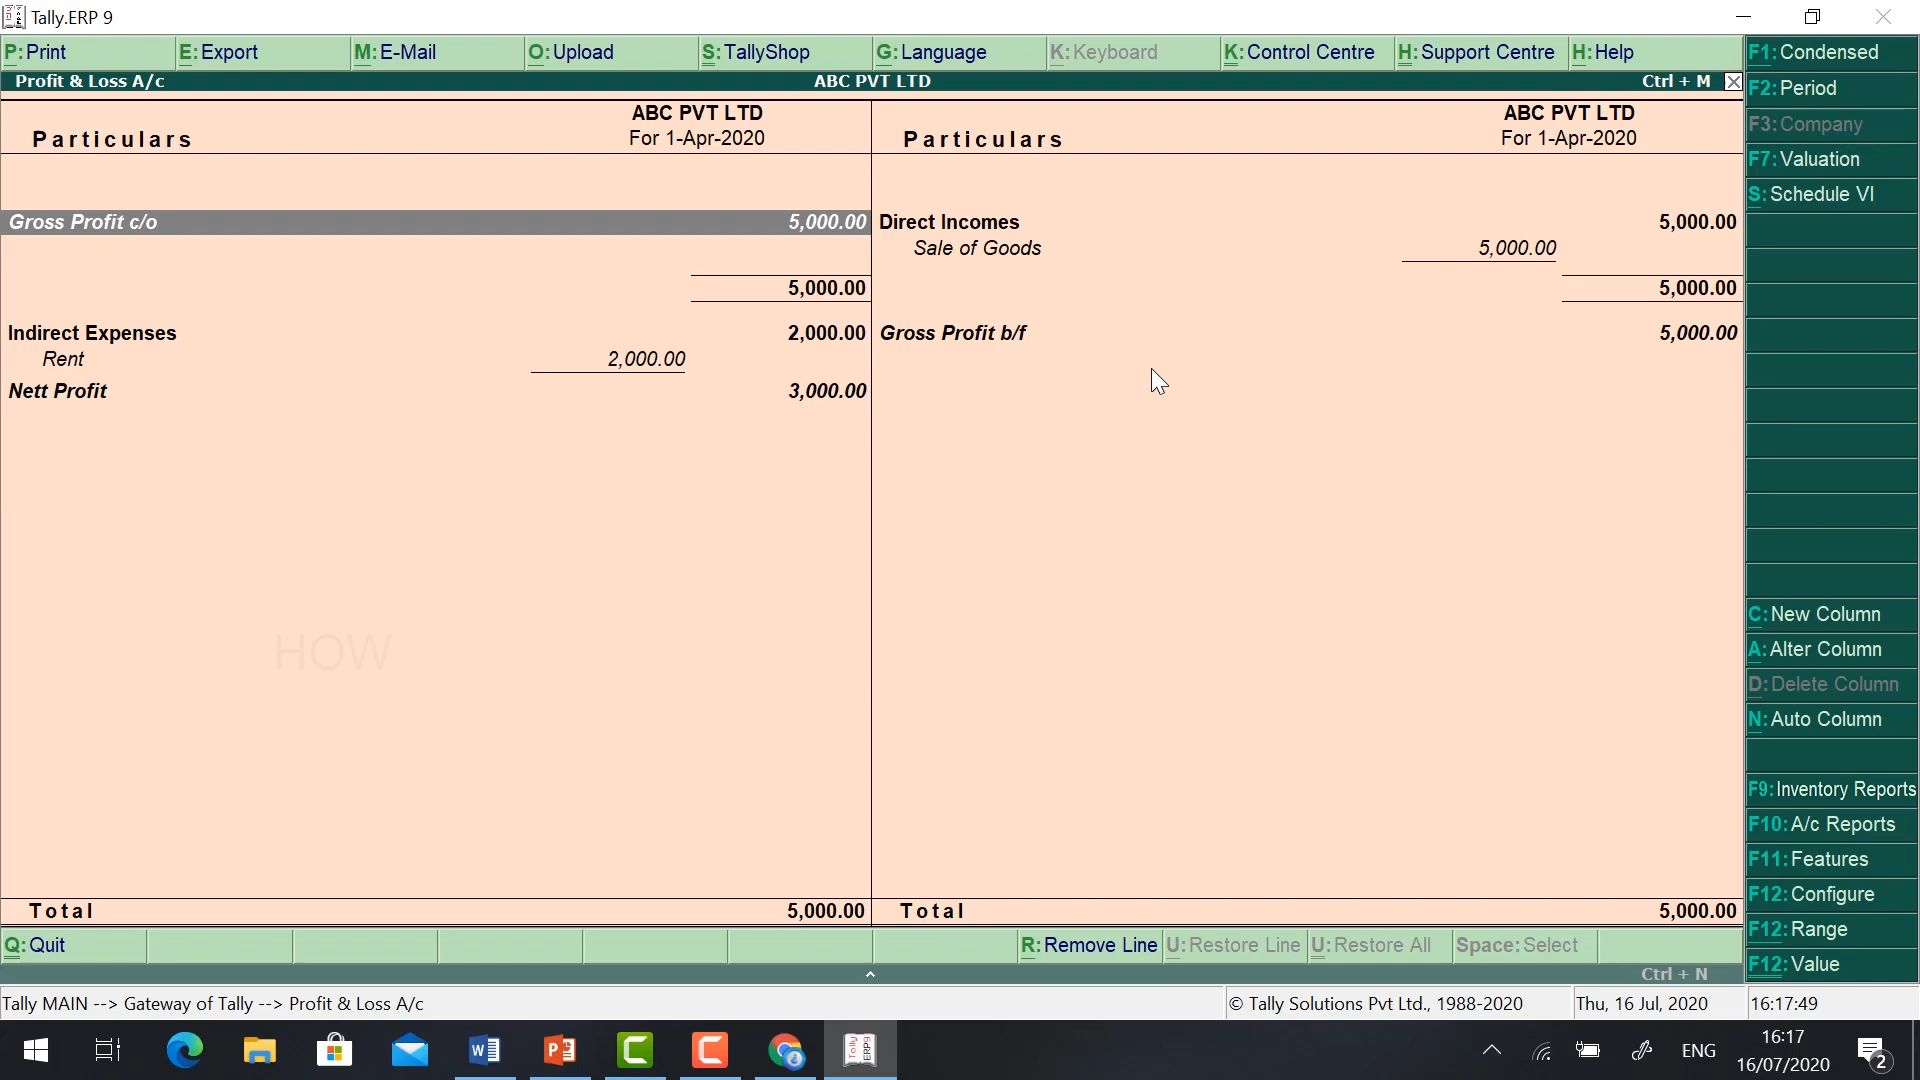 Tally.ERP 9
P: Print E: Export M: E-Mail O: Upload S: TallyShop G: Language K: Keyboard K: Control Centre H: Support Centre H: Help
Profit & Loss A/c ABC PVT LTD Ctrl + M
Particulars ABC PVT LTD For 1-Apr-2020
Particulars ABC PVT LTD For 1-Apr-2020
Gross Profit c/o 5,000.00 Direct Incomes 5,000.00
Sale of Goods 5,000.00
5,000.00 5,000.00
Indirect Expenses 2,000.00 Gross Profit b/f 5,000.00
Rent 2,000.00
Nett Profit 3,000.00
HOW
Total 5,000.00 Total 5,000.00
Q: Quit R: Remove Line U: Restore Line U: Restore All Space: Select
Ctrl + N
F1: Condensed
F2: Period
F3: Company
F7: Valuation
S: Schedule VI
C: New Column
A: Alter Column
D: Delete Column
N: Auto Column
F9: Inventory Reports
F10: A/c Reports
F11: Features
F12: Configure
F12: Range
F12: Value
Tally MAIN --> Gateway of Tally --> Profit & Loss A/c © Tally Solutions Pvt Ltd., 1988-2020 Thu, 16 Jul, 2020 16:17:49
Tally ERP9
ENG
16:17
16/07/2020
2